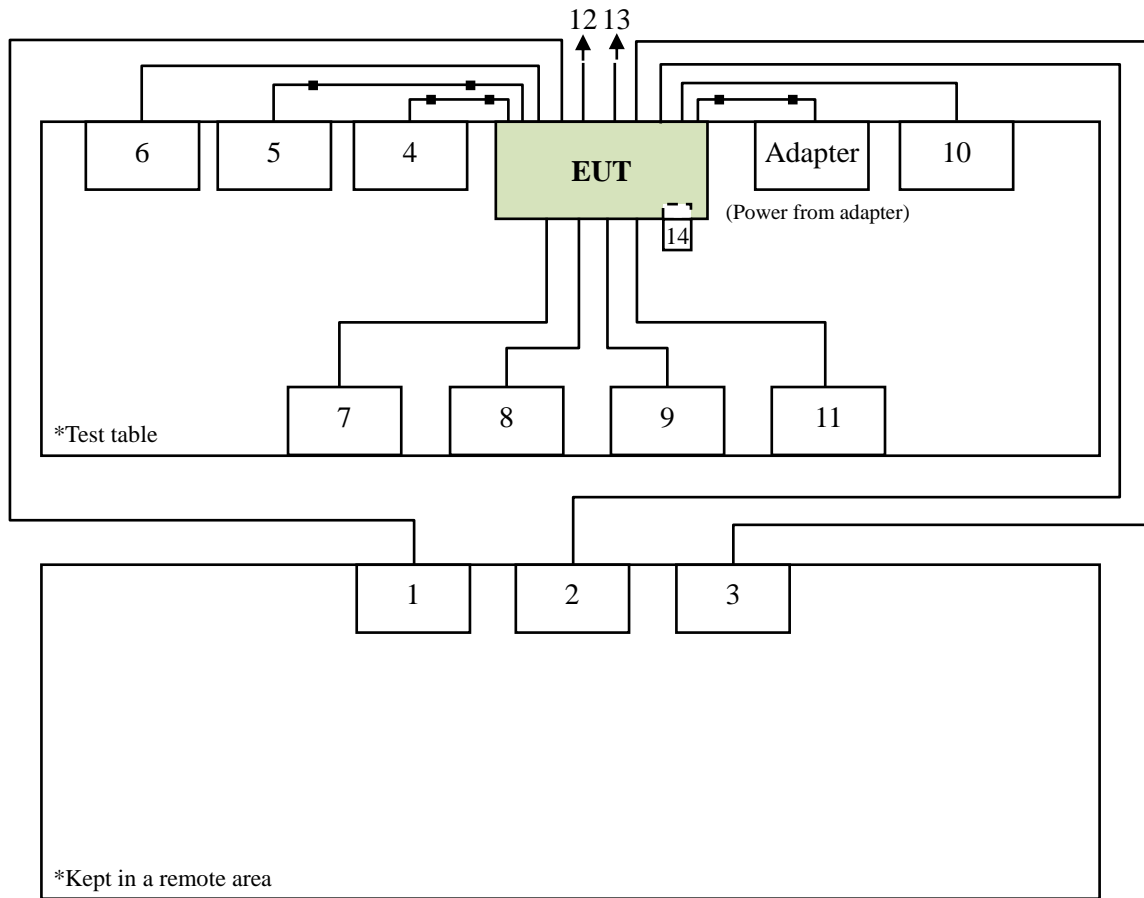 12 13
6 5 4 EUT Adapter 10
(Power from adapter)
14
7 8 9 11
*Test table
1 2 3
*Kept in a remote area